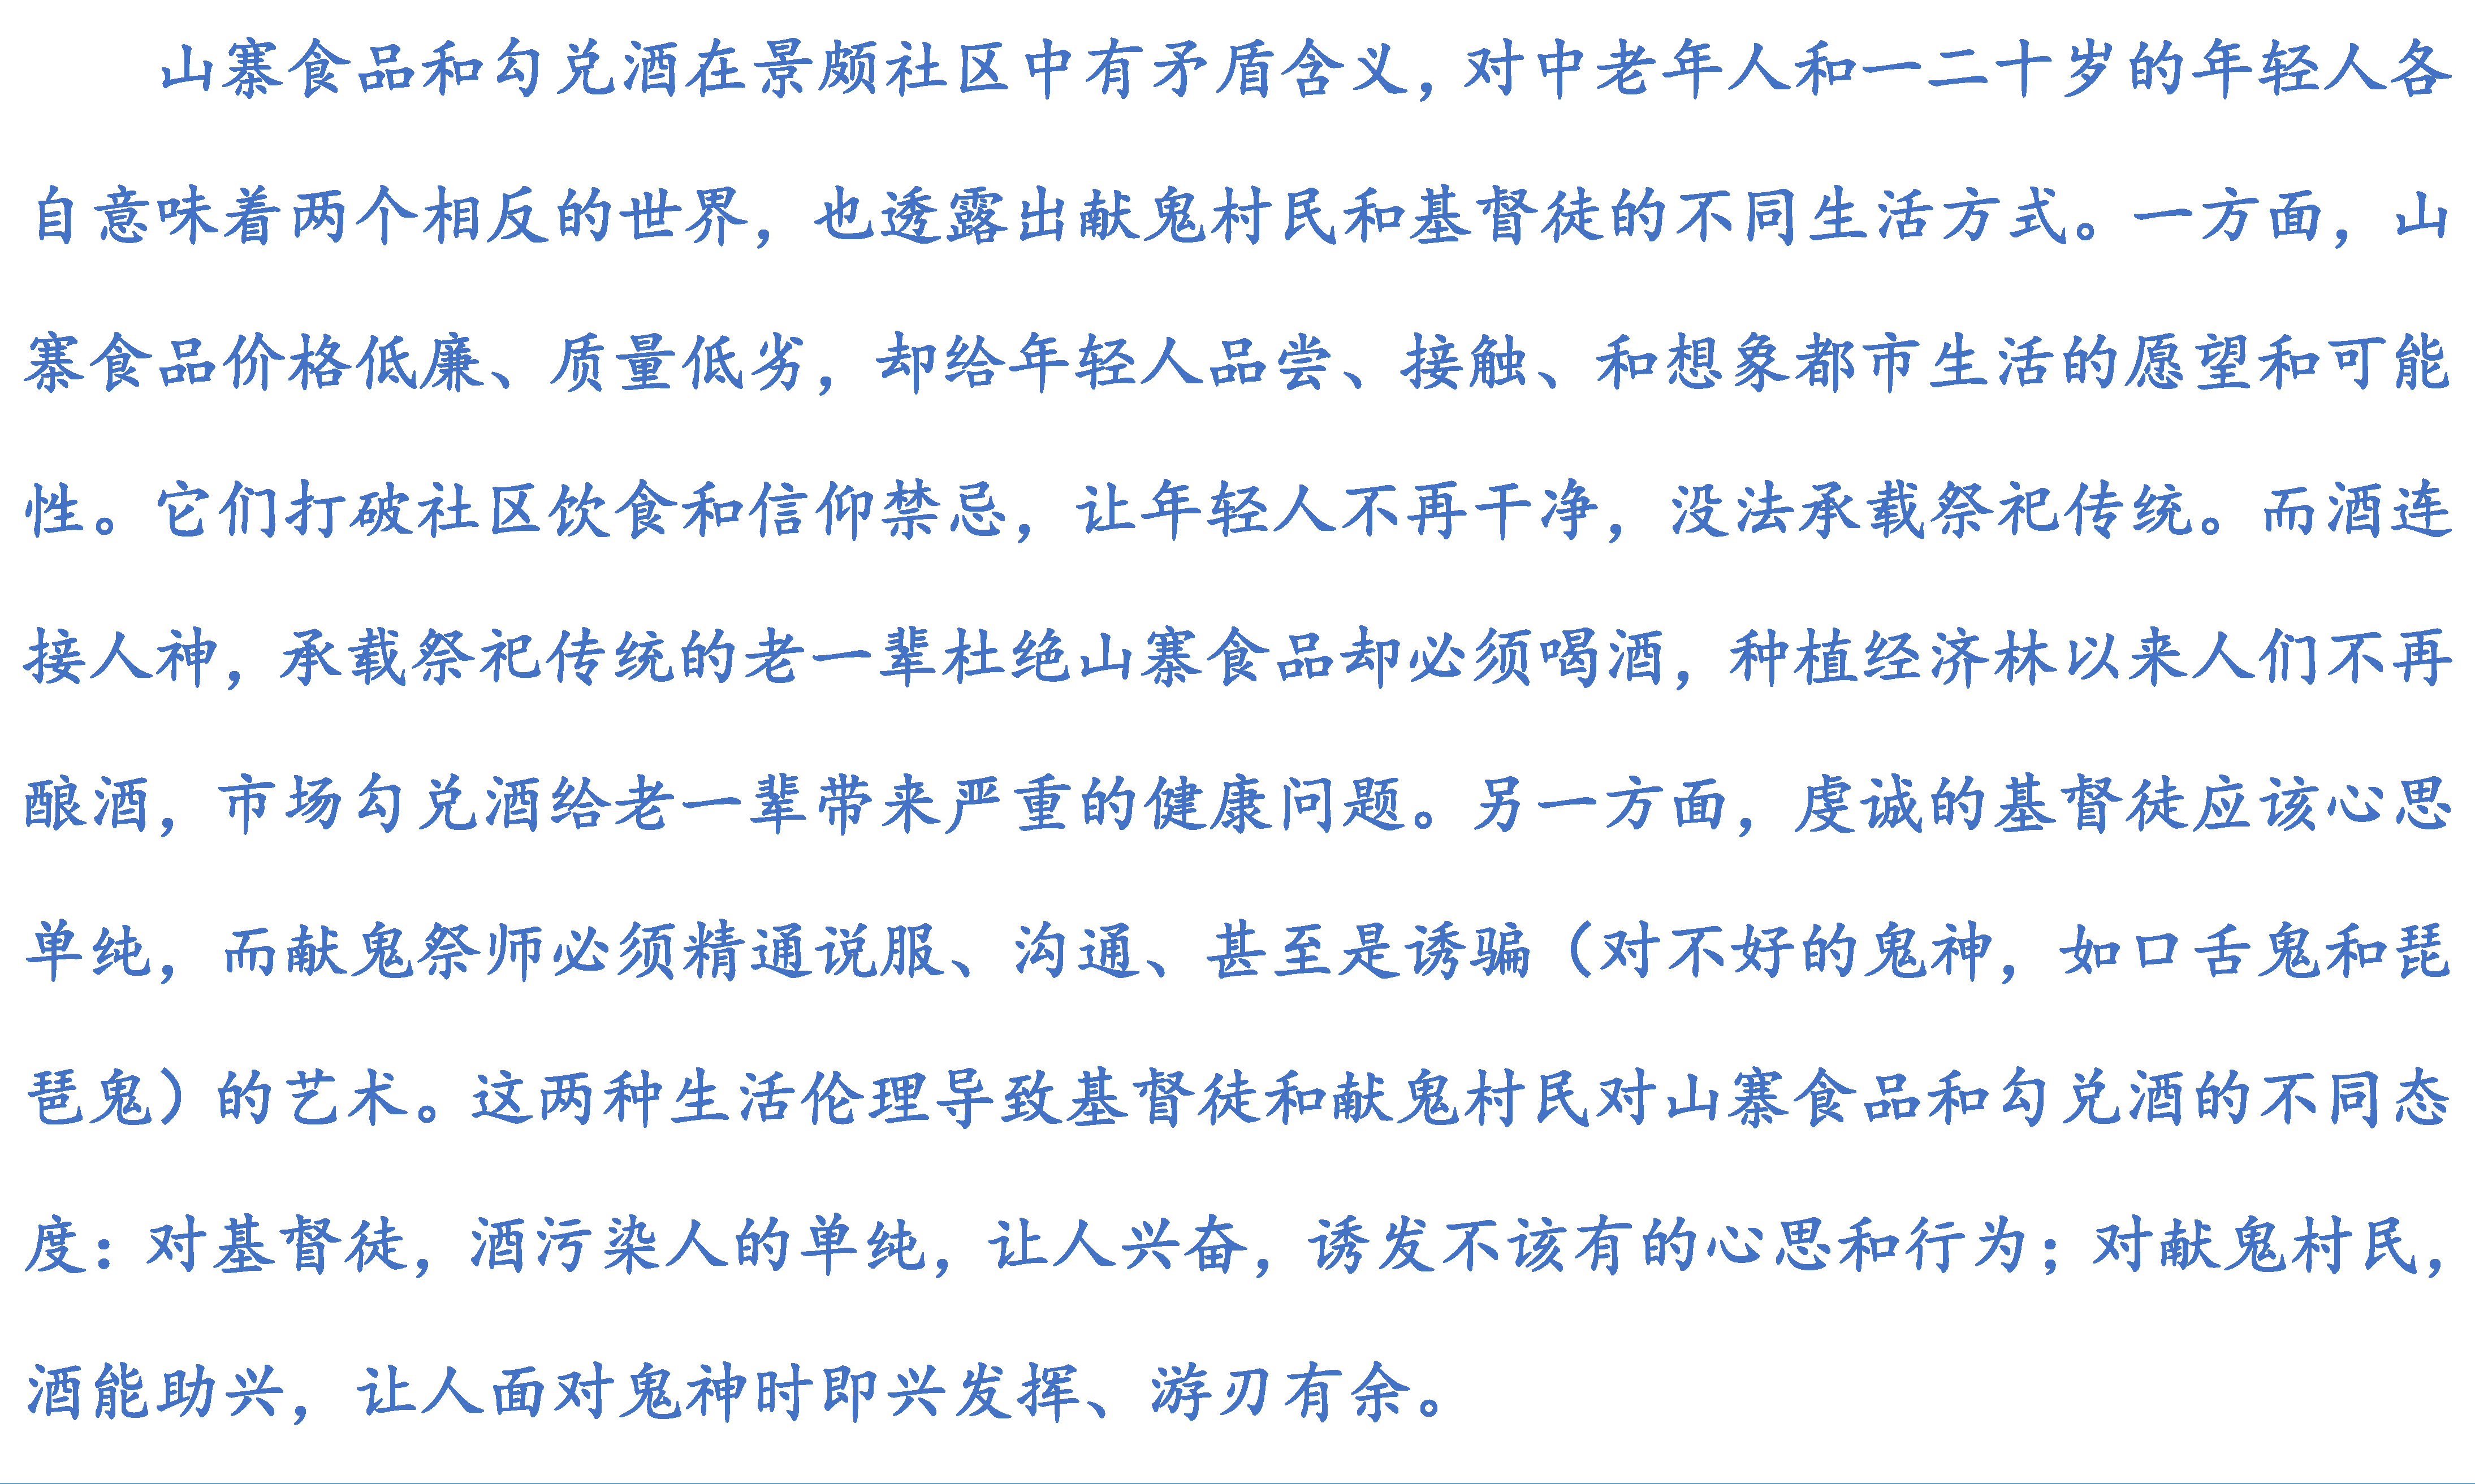 山寨食品和勾兑酒在景颇社区中有矛盾含义，对中老年人和一二十岁的年轻人各
自意味着两个相反的世界，也透露出献鬼村民和基督徒的不同生活方式。一方面，山
寨食品价格低廉、质量低劣，却给年轻人品尝、接触、和想象都市生活的愿望和可能
性。它们打破社区饮食和信仰禁忌，让年轻人不再干净，没法承载祭祀传统。而酒连
接人神，承载祭祀传统的老一辈杜绝山寨食品却必须喝酒，种植经济林以来人们不再
酿酒，市场勾兑酒给老一辈带来严重的健康问题。另一方面，虔诚的基督徒应该心思
单纯，而献鬼祭师必须精通说服、沟通、甚至是诱骗（对不好的鬼神，如口舌鬼和琵
琶鬼）的艺术。这两种生活伦理导致基督徒和献鬼村民对山寨食品和勾兑酒的不同态
度：对基督徒，酒污染人的单纯，让人兴奋，诱发不该有的心思和行为；对献鬼村民，
酒能助兴，让人面对鬼神时即兴发挥、游刃有余。